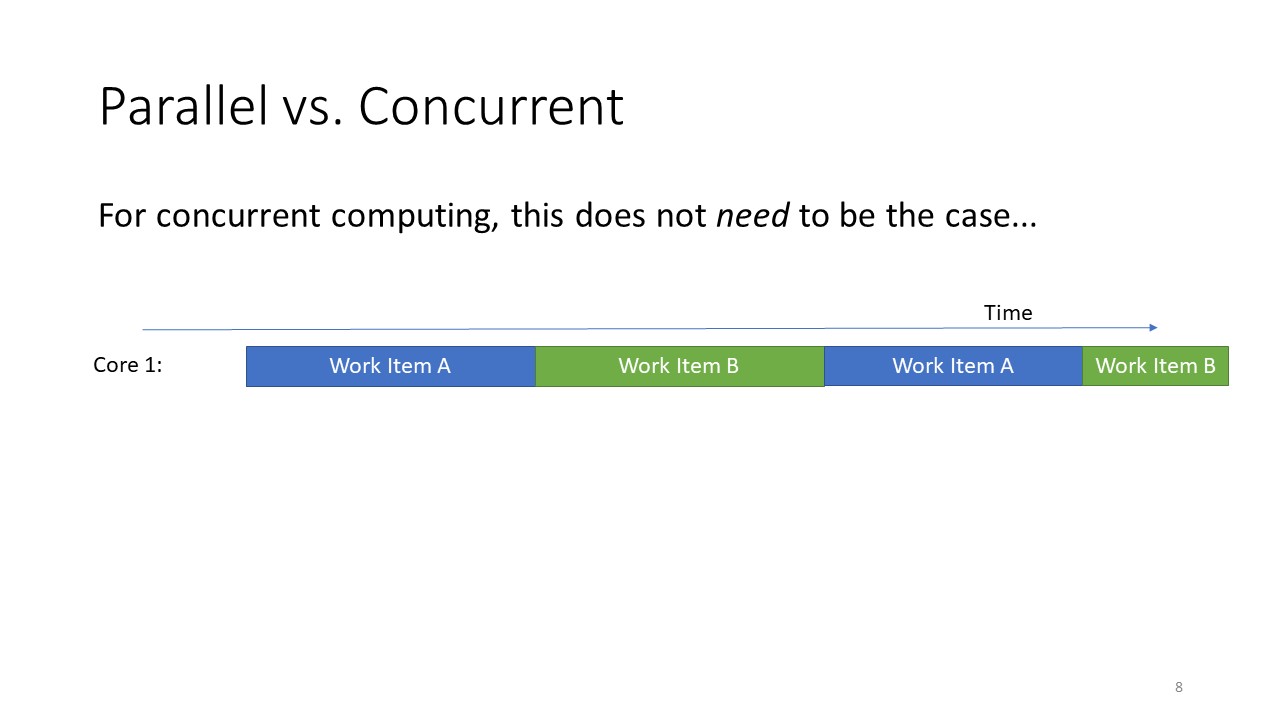 Parallel vs. Concurrent
For concurrent computing, this does not need to be the case...
Time
Core 1:
Work Item A
Work Item B
Work Item A
Work Item B
8